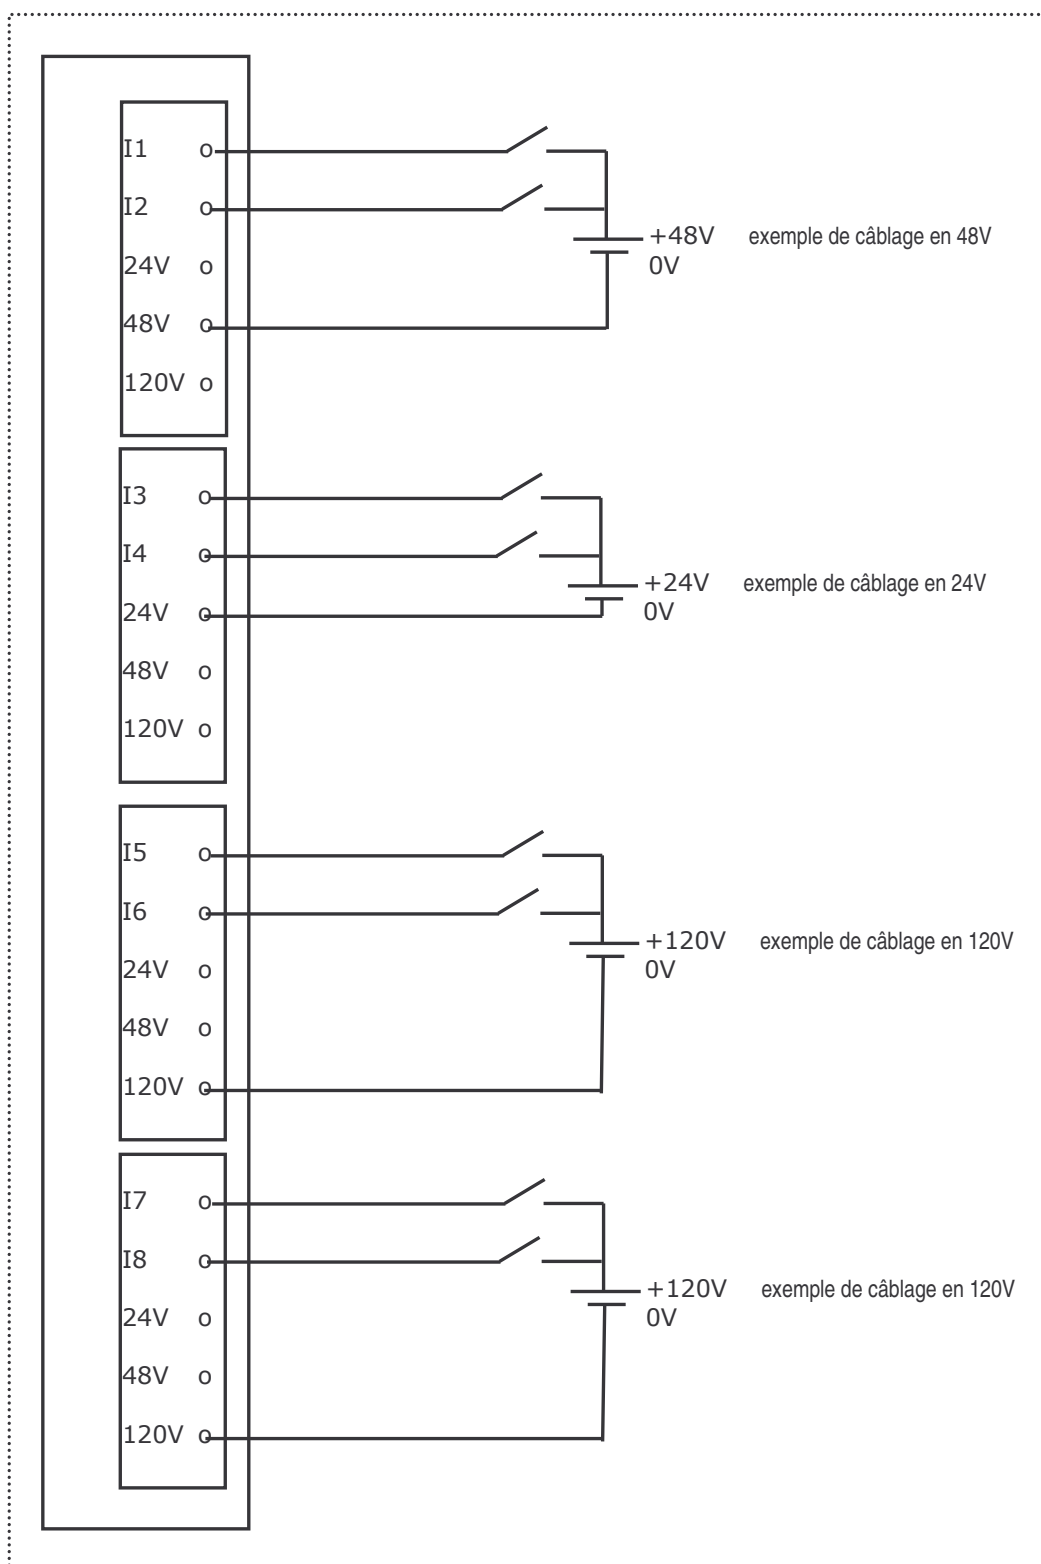 I1 o
I2 o
+48V exemple de câblage en 48V
24V o
0V
48V o
120V o
I3 o
I4 o
+24V exemple de câblage en 24V
24V o
0V
48V o
120V o
I5 o
I6 o
+120V exemple de câblage en 120V
24V o
0V
48V o
120V o
I7 o
I8 o
+120V exemple de câblage en 120V
24V o
0V
48V o
120V o